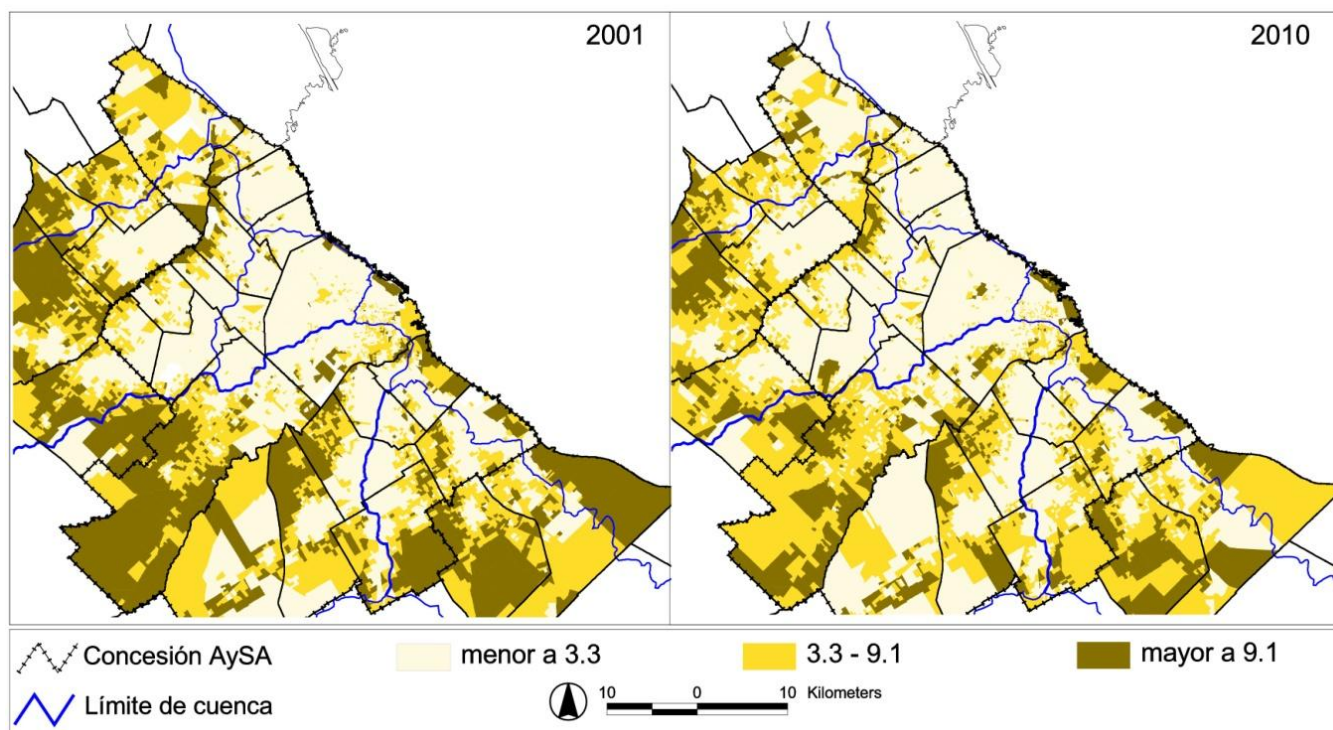 2001
2010
Concesión AySA
menor a 3.3
3.3 - 9.1
mayor a 9.1
Límite de cuenca
10 0 10 Kilometers